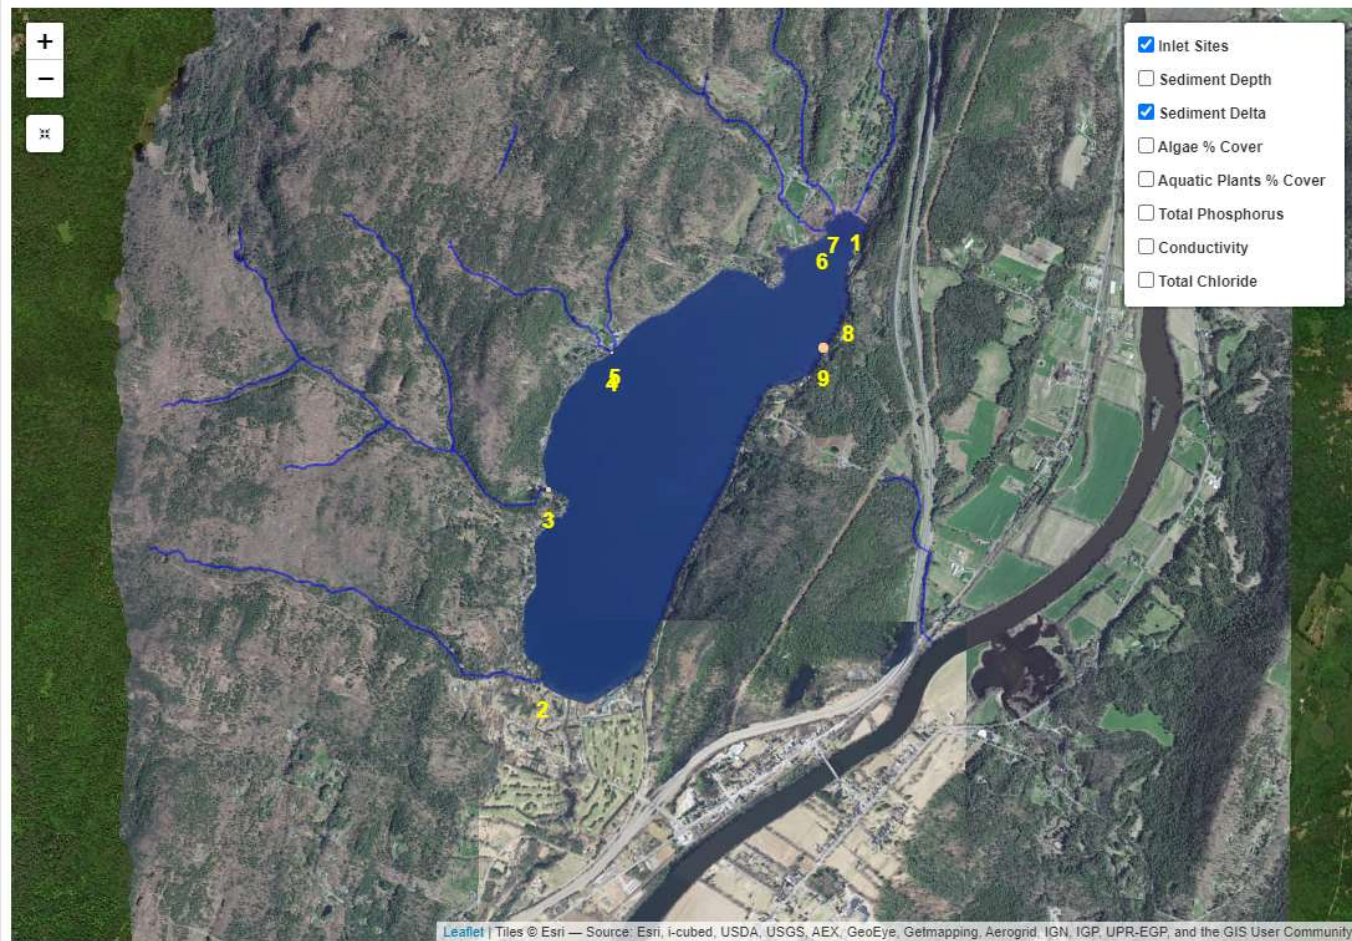 +
−
Inlet Sites
Sediment Depth
Sediment Delta
Algae % Cover
Aquatic Plants % Cover
Total Phosphorus
Conductivity
Total Chloride
7 1
6
8
5
4
9
3
2
Leaflet | Tiles © Esri — Source: Esri, i-cubed, USDA, USGS, AEX, GeoEye, Getmapping, Aerogrid, IGN, IGP, UPR-EGP, and the GIS User Community